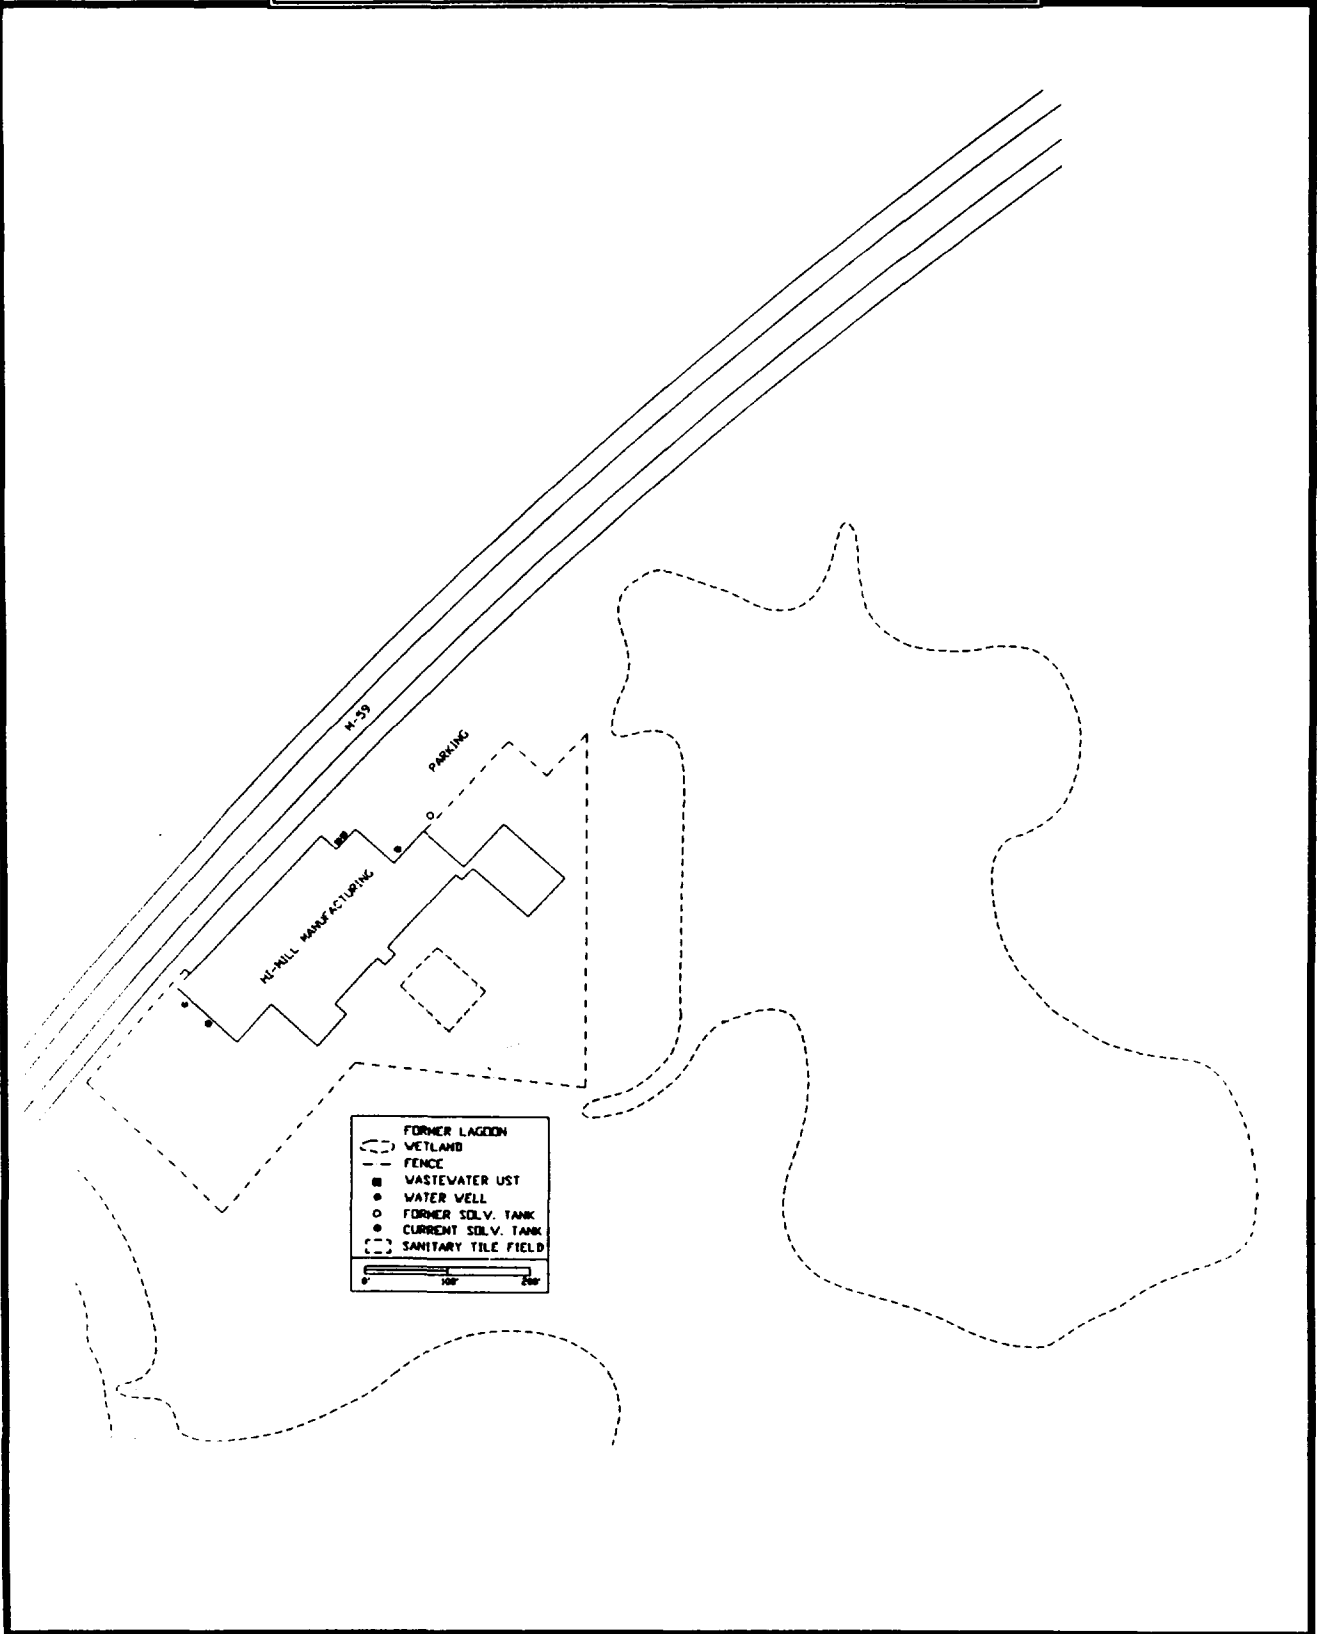 M-59
PARKING
HI-MILL MANUFACTURING
FORMER LAGOON
WETLAND
FENCE
WASTEWATER UST
WATER WELL
FORMER SOLV. TANK
CURRENT SOLV. TANK
SANITARY TILE FIELD
0' 100' 200'